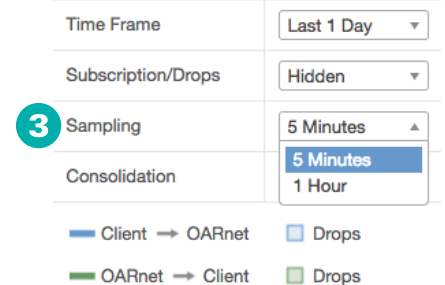 Time Frame Last 1 Day
Subscription/Drops Hidden
3 Sampling 5 Minutes
5 Minutes
Consolidation 1 Hour
Client → OARnet Drops
OARnet → Client Drops